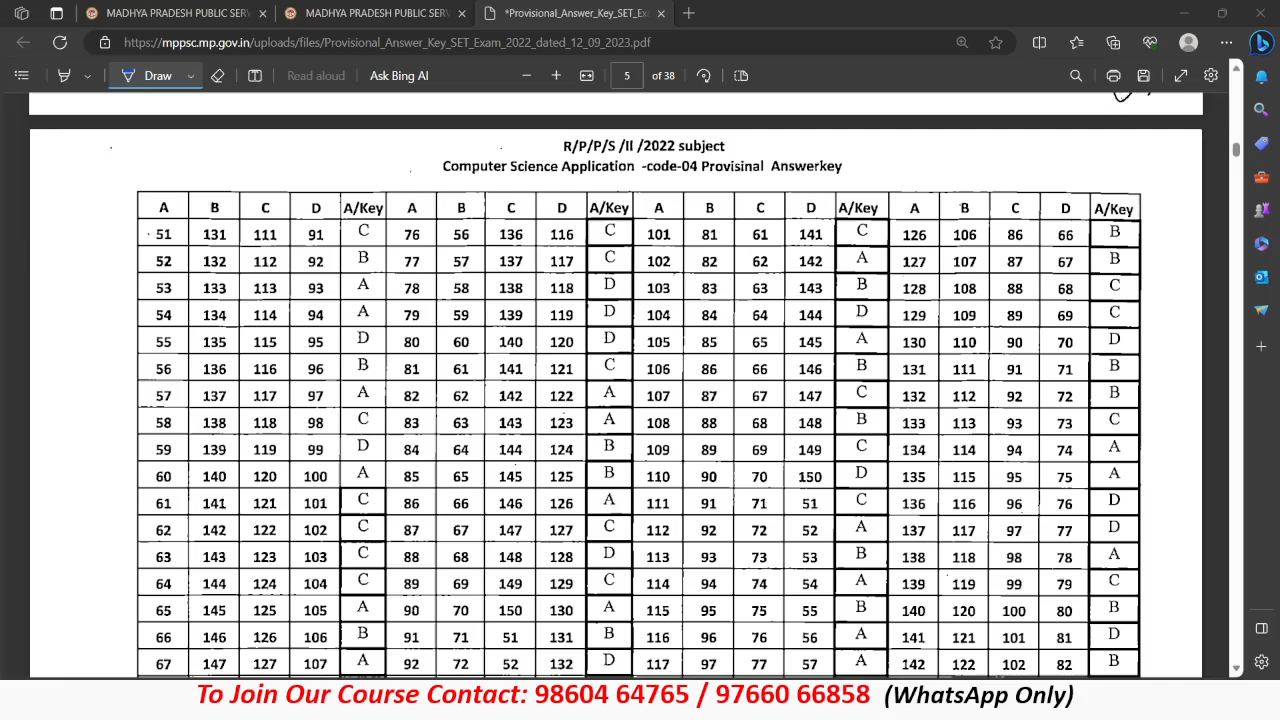 MADHYA PRADESH PUBLIC SERV
MADHYA PRADESH PUBLIC SERV
*Provisional_Answer_Key_SET_Ex
https://mppsc.mp.gov.in/uploads/files/Provisional_Answer_Key_SET_Exam_2022_dated_12_09_2023.pdf
Draw Read aloud Ask Bing AI 5 of 38
R/P/P/S /II /2022 subject
Computer Science Application -code-04 Provisinal Answerkey
A B C D A/Key A B C D A/Key A B C D A/Key A B C D A/Key
51 131 111 91 C 76 56 136 116 C 101 81 61 141 C 126 106 86 66 B
52 132 112 92 B 77 57 137 117 C 102 82 62 142 A 127 107 87 67 B
53 133 113 93 A 78 58 138 118 D 103 83 63 143 B 128 108 88 68 C
54 134 114 94 A 79 59 139 119 D 104 84 64 144 D 129 109 89 69 C
55 135 115 95 D 80 60 140 120 D 105 85 65 145 A 130 110 90 70 D
56 136 116 96 B 81 61 141 121 C 106 86 66 146 B 131 111 91 71 B
57 137 117 97 A 82 62 142 122 A 107 87 67 147 C 132 112 92 72 B
58 138 118 98 C 83 63 143 123 A 108 88 68 148 B 133 113 93 73 C
59 139 119 99 D 84 64 144 124 B 109 89 69 149 C 134 114 94 74 A
60 140 120 100 A 85 65 145 125 B 110 90 70 150 D 135 115 95 75 A
61 141 121 101 C 86 66 146 126 A 111 91 71 51 C 136 116 96 76 D
62 142 122 102 C 87 67 147 127 C 112 92 72 52 A 137 117 97 77 D
63 143 123 103 C 88 68 148 128 D 113 93 73 53 B 138 118 98 78 A
64 144 124 104 C 89 69 149 129 C 114 94 74 54 A 139 119 99 79 C
65 145 125 105 A 90 70 150 130 A 115 95 75 55 B 140 120 100 80 B
66 146 126 106 B 91 71 51 131 B 116 96 76 56 A 141 121 101 81 D
67 147 127 107 A 92 72 52 132 D 117 97 77 57 A 142 122 102 82 B
To Join Our Course Contact: 98604 64765 / 97660 66858 (WhatsApp Only)